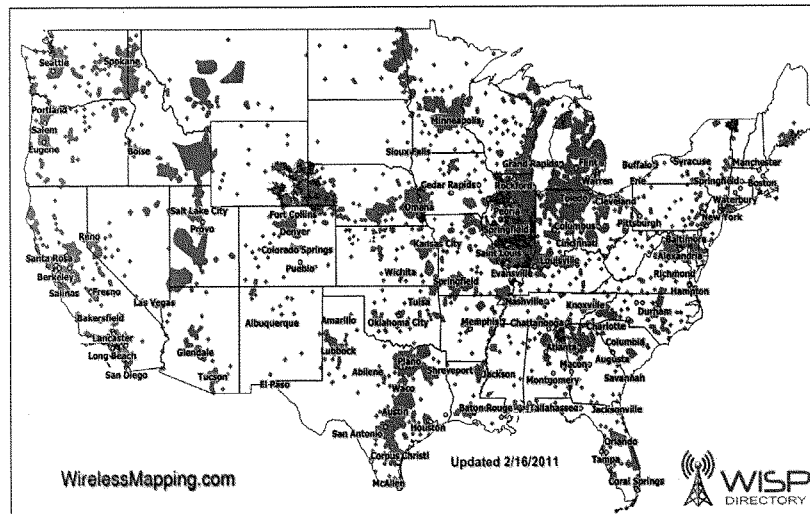 Seattle
Spokane
Portland
Salem
Eugene
Boise
Minneapolis
Sioux Falls
Grand Rapids
Flint
Buffalo
Syracuse
Manchester
Cedar Rapids
Rockford
Warren
Erie
Springfield
Boston
Waterbury
Salt Lake City
Provo
Fort Collins
Denver
Omaha
Peoria
Toledo
Cleveland
New York
Reno
Colorado Springs
Pueblo
Kansas City
Springfield
Columbus
Pittsburgh
Cincinnati
Baltimore
Alexandria
Santa Rosa
Berkeley
Salinas
Fresno
Las Vegas
Wichita
Saint Louis
Louisville
Evansville
Richmond
Hampton
Springfield
Tulsa
Nashville
Knoxville
Durham
Bakersfield
Lancaster
Long Beach
San Diego
Glendale
Tucson
Albuquerque
Amarillo
Lubbock
Oklahoma City
Memphis
Chattanooga
Charlotte
Atlanta
Columbia
Macon
Augusta
El Paso
Abilene
Plano
Shreveport
Jackson
Montgomery
Savannah
Waco
Austin
Baton Rouge
Tallahassee
Jacksonville
San Antonio
Houston
Corpus Christi
McAllen
Orlando
Tampa
Coral Springs
WirelessMapping.com
Updated 2/16/2011
WISP
DIRECTORY